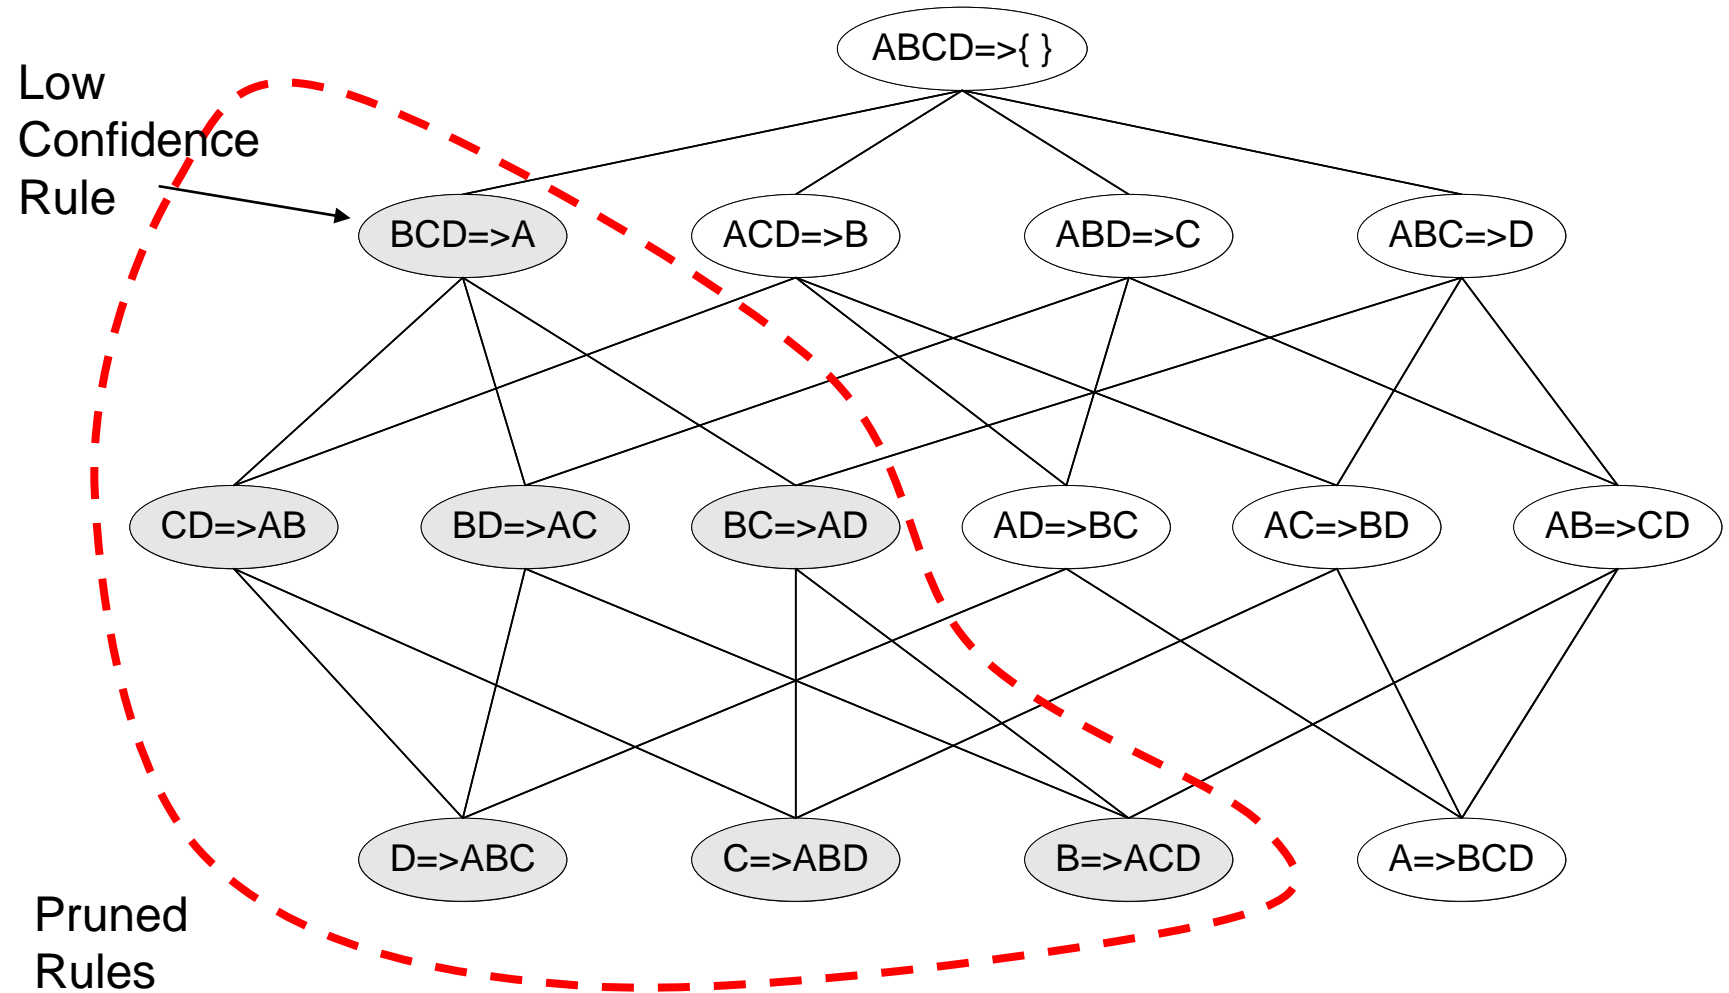 ABCD=>{ }
Low
Confidence
Rule
BCD=>A
ACD=>B
ABD=>C
ABC=>D
CD=>AB
BD=>AC
BC=>AD
AD=>BC
AC=>BD
AB=>CD
D=>ABC
C=>ABD
B=>ACD
A=>BCD
Pruned
Rules